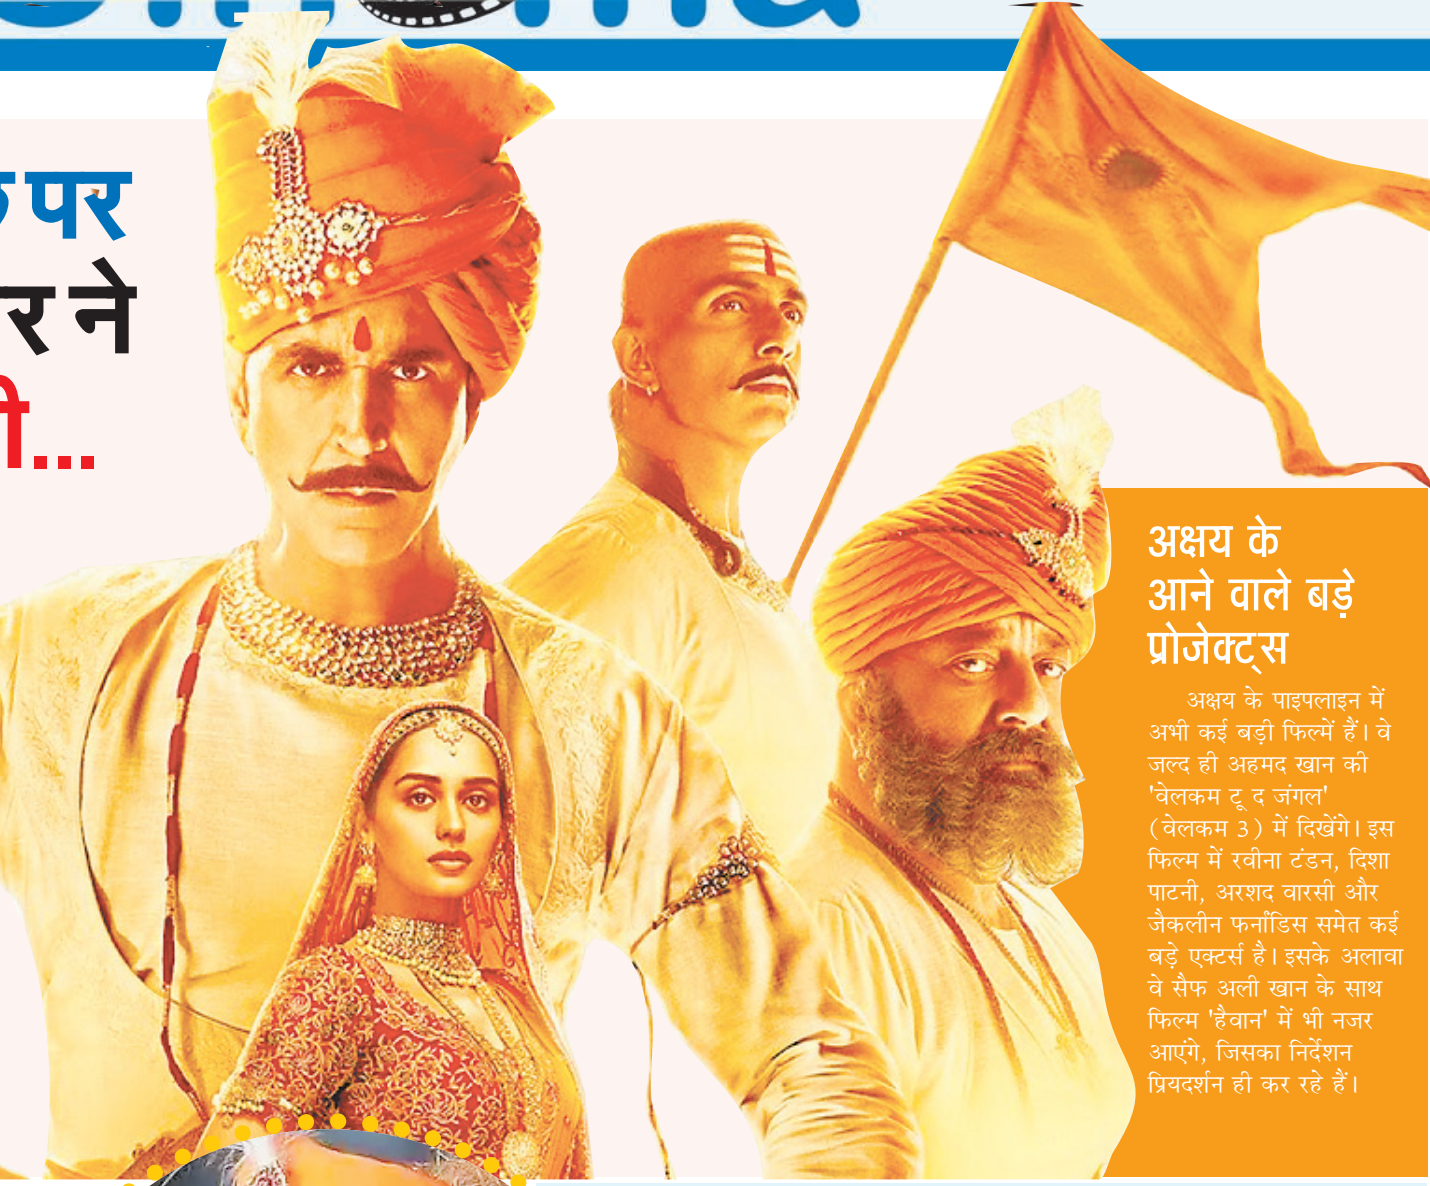 पर
र ने
ी...
अक्षय के
आने वाले बड़े
प्रोजेक्ट्स
अक्षय के पाइपलाइन में
अभी कई बड़ी फिल्में हैं। वे
जल्द ही अहमद खान की
'वेलकम टू द जंगल'
(वेलकम 3) में दिखेंगे। इस
फिल्म में रवीना टंडन, दिशा
पाटनी, अरशद वारसी और
जैकलीन फर्नांडिस समेत कई
बड़े एक्टर्स है। इसके अलावा
वे सैफ अली खान के साथ
फिल्म 'हैवान' में भी नजर
आएंगे, जिसका निर्देशन
प्रियदर्शन ही कर रहे हैं।